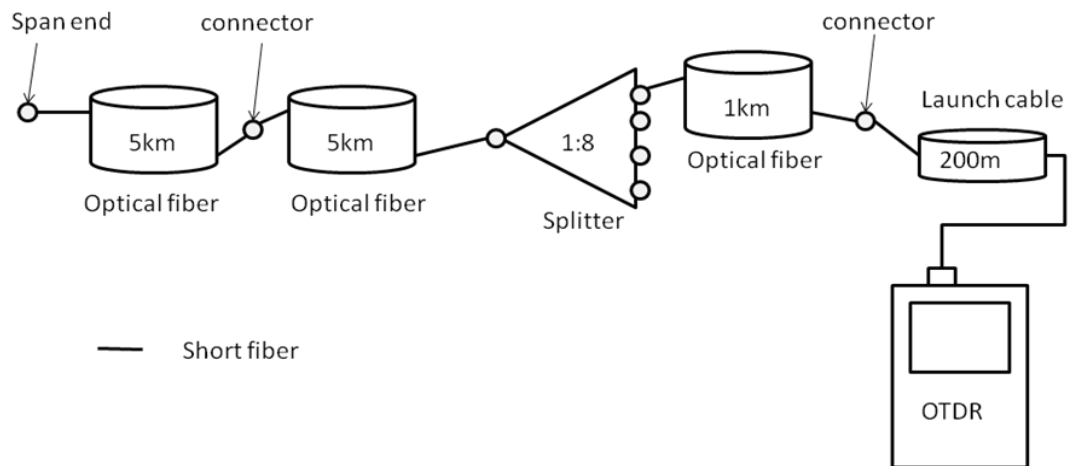 Span end
connector
connector
Launch cable
5km
5km
1:8
1km
200m
Optical fiber
Optical fiber
Splitter
Optical fiber
Short fiber
OTDR